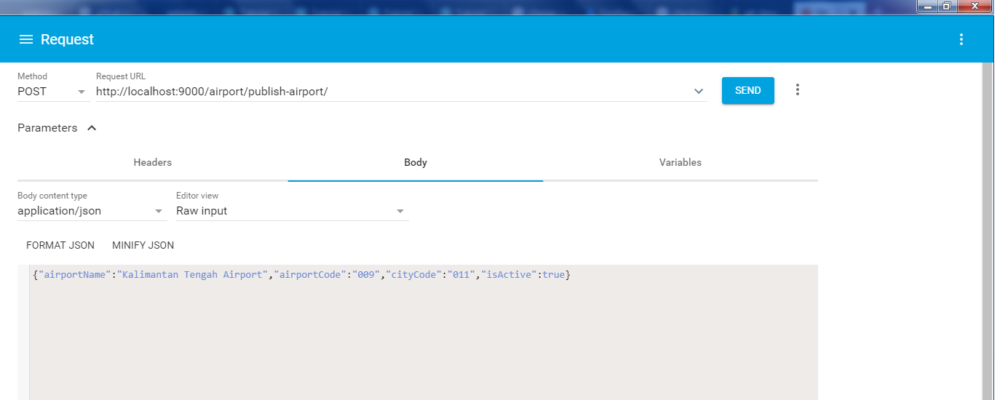 Request
Method
Request URL
POST
http://localhost:9000/airport/publish-airport/
SEND
Parameters
Headers
Body
Variables
Body content type
Editor view
application/json
Raw input
FORMAT JSON
MINIFY JSON
{"airportName":"Kalimantan Tengah Airport","airportCode":"009","cityCode":"011","isActive":true}